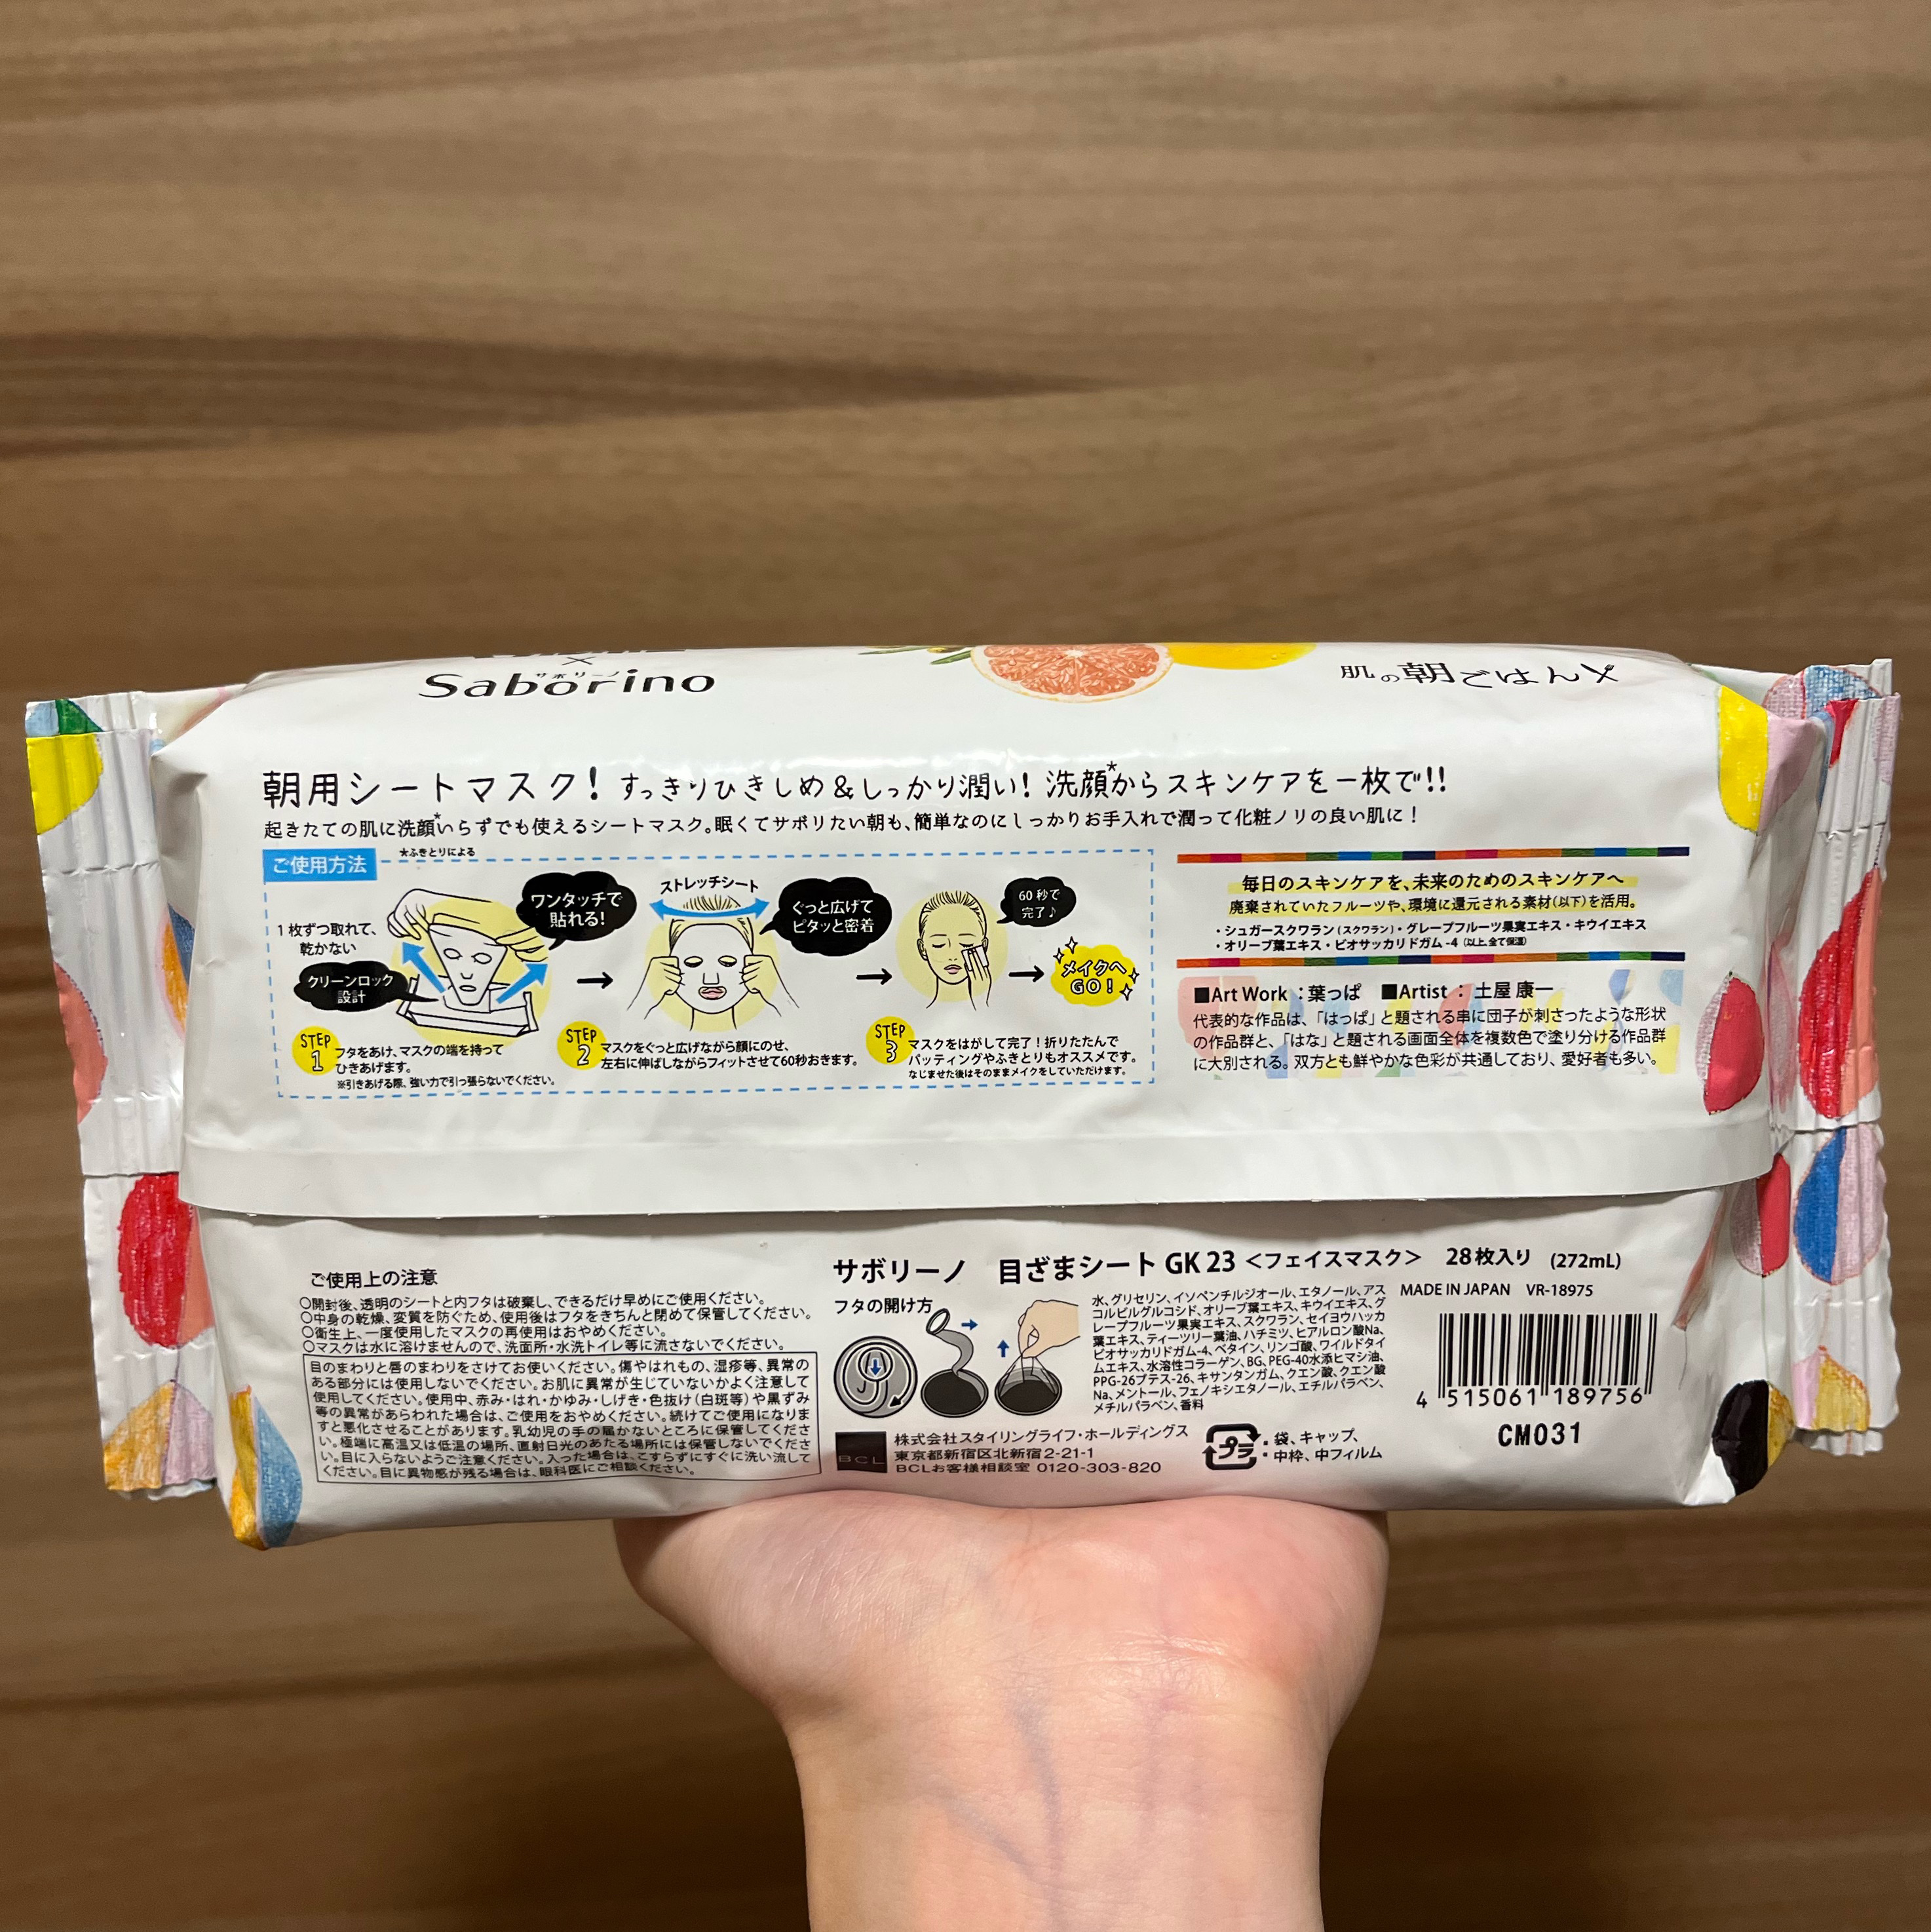 ×
サボリーノ
Saborino
肌の朝ごはん
朝用シートマスク! すっきりひきしめ&しっかり潤い! 洗顔*からスキンケアを一枚で!!
起きたての肌に洗顔*いらずでも使えるシートマスク。眠くてサボりたい朝も、簡単なのにしっかりお手入れで潤って化粧ノリの良い肌に!
*ふきとりによる
ご使用方法
1枚ずつ取れて、
乾かない
クリーンロック
設計
ワンタッチで
貼れる!
STEP
1
フタをあけ、マスクの端を持って
ひきあげます。
※引きあげる際、強い力で引っ張らないでください。
→
ストレッチシート
ぐっと広げて
ピタッと密着
STEP
2
マスクをぐっと広げながら顔にのせ、
左右に伸ばしながらフィットさせて60秒おきます。
→
60秒で
完了♪
STEP
3
マスクをはがして完了!折りたたんで
パッティングやふきとりもオススメです。
なじませた後はそのままメイクをしていただけます。
→
メイクへ
GO!
毎日のスキンケアを、未来のためのスキンケアへ
廃棄されていたフルーツや、環境に還元される素材(以下)を活用。
・シュガースクワラン(スクワラン)・グレープフルーツ果実エキス・キウイエキス
・オリーブ葉エキス・ビオサッカリドガム-4(以上、全て保湿)
■Art Work:葉っぱ ■Artist:土屋 康一
代表的な作品は、「はっぱ」と題される串に団子が刺さったような形状
の作品群と、「はな」と題される画面全体を複数色で塗り分ける作品群
に大別される。双方とも鮮やかな色彩が共通しており、愛好者も多い。
ご使用上の注意
○開封後、透明のシートと内フタは破棄し、できるだけ早めにご使用ください。
○中身の乾燥、変質を防ぐため、使用後はフタをきちんと閉めて保管してください。
○衛生上、一度使用したマスクの再使用はおやめください。
○マスクは水に溶けませんので、洗面所・水洗トイレ等に流さないでください。
目のまわりと唇のまわりをさけてお使いください。傷やはれもの、湿疹等、異常の
ある部分には使用しないでください。お肌に異常が生じていないかよく注意して
使用してください。使用中、赤み・はれ・かゆみ・しげき・色抜け(白斑等)や黒ずみ
等の異常があらわれた場合は、ご使用をおやめください。続けてご使用になりま
すと悪化させることがあります。乳幼児の手の届かないところに保管してくださ
い。極端に高温又は低温の場所、直射日光のあたる場所には保管しないでくださ
い。目に入らないようご注意ください。入った場合は、こすらずにすぐに洗い流して
ください。目に異物感が残る場合は、眼科医にご相談ください。
サボリーノ 目ざまシート GK 23 <フェイスマスク> 28枚入り (272mL)
フタの開け方
水、グリセリン、イソペンチルジオール、エタノール、アス
コルビルグルコシド、オリーブ葉エキス、キウイエキス、グ
レープフルーツ果実エキス、スクワラン、セイヨウハッカ
葉エキス、ティーツリー葉油、ハチミツ、ヒアルロン酸Na、
ビオサッカリドガム-4、ベタイン、リンゴ酸、ワイルドタイ
ムエキス、水溶性コラーゲン、BG、PEG-40水添ヒマシ油、
PPG-26ブテス-26、キサンタンガム、クエン酸、クエン酸
Na、メントール、フェノキシエタノール、エチルパラベン、
メチルパラベン、香料
MADE IN JAPAN VR-18975
4 515061 189756
CM031
BCL
株式会社スタイリングライフ・ホールディングス
東京都新宿区北新宿2-21-1
BCLお客様相談室 0120-303-820
プラ
:袋、キャップ、
:中枠、中フィルム